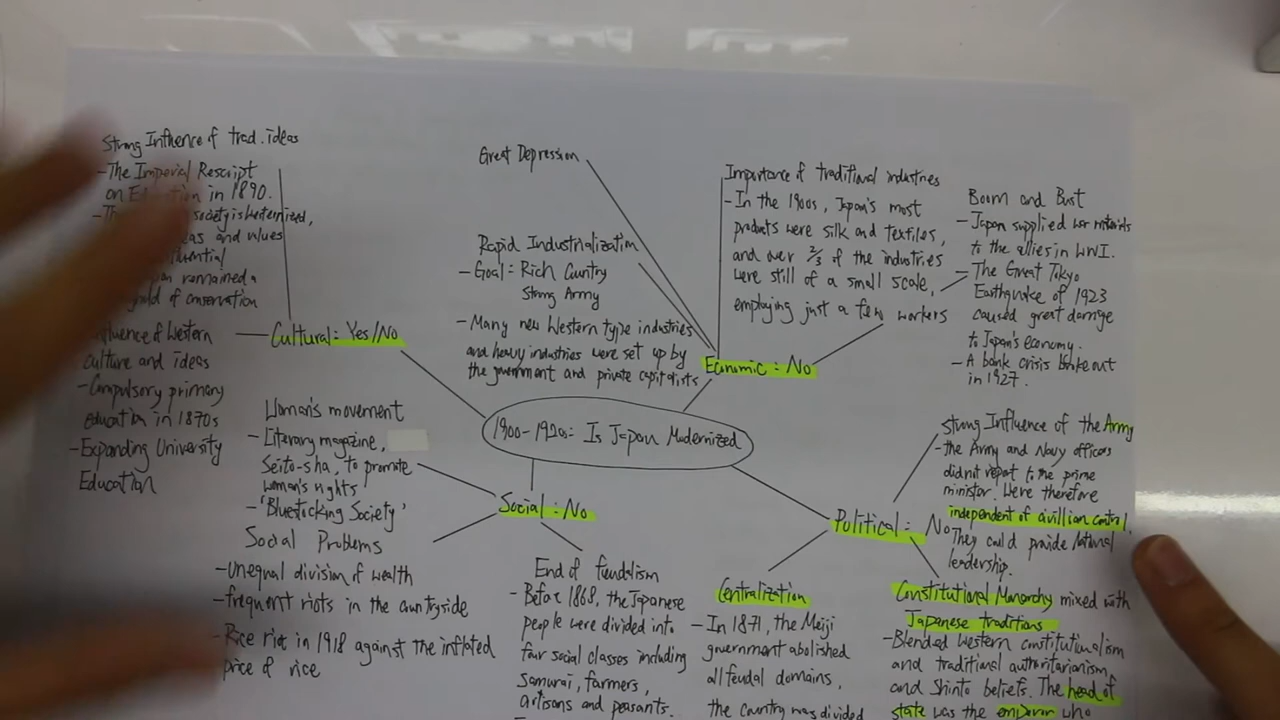 Strong Influence of trad. ideas
- The Imperial Rescript
on Education in 1890.
society is westernized,
and values
remained a
of conservation
Influence of Western
culture and ideas
- Compulsory primary
education in 1870s
- Expanding University
Education
Cultural: Yes/No
Great Depression
Rapid Industrialization
- Goal = Rich Country
Strong Army
- Many new Western type industries
and heavy industries were set up by
the government and private capitalists
Importance of traditional industries
- In the 1900s, Japan's most
products were silk and textiles,
and over 2/3 of the industries
were still of a small scale,
employing just a few workers
Boom and Bust
- Japan supplied war materials
to the allies in WWI.
- The Great Tokyo
Earthquake of 1923
caused great damage
to Japan's economy.
- A bank crisis broke out
in 1927.
Economic = No
1900-1920s: Is Japan Modernized
Woman's movement
- Literary magazine,
Seito-sha, to promote
woman's rights
- 'Bluestocking Society'
Social Problems
- Unequal division of wealth
- frequent riots in the countryside
- Rice riot in 1918 against the inflated
price of rice
Social = No
End of feudalism
- Before 1868, the Japanese
people were divided into
four social classes including
Samurai, farmers,
artisans and peasants.
Political = No
Strong Influence of the Army
- the Army and Navy officers
didn't report to the prime
minister. Were therefore
independent of civillian control.
They could provide
leadership.
Centralization
- In 1871, the Meiji
government abolished
all feudal domains,
the country was divided
Constitutional Monarchy mixed with
Japanese traditions
- Blended Western constitutionalism
and traditional authoritarianism
and Shinto beliefs. The head of
state was the emperor who